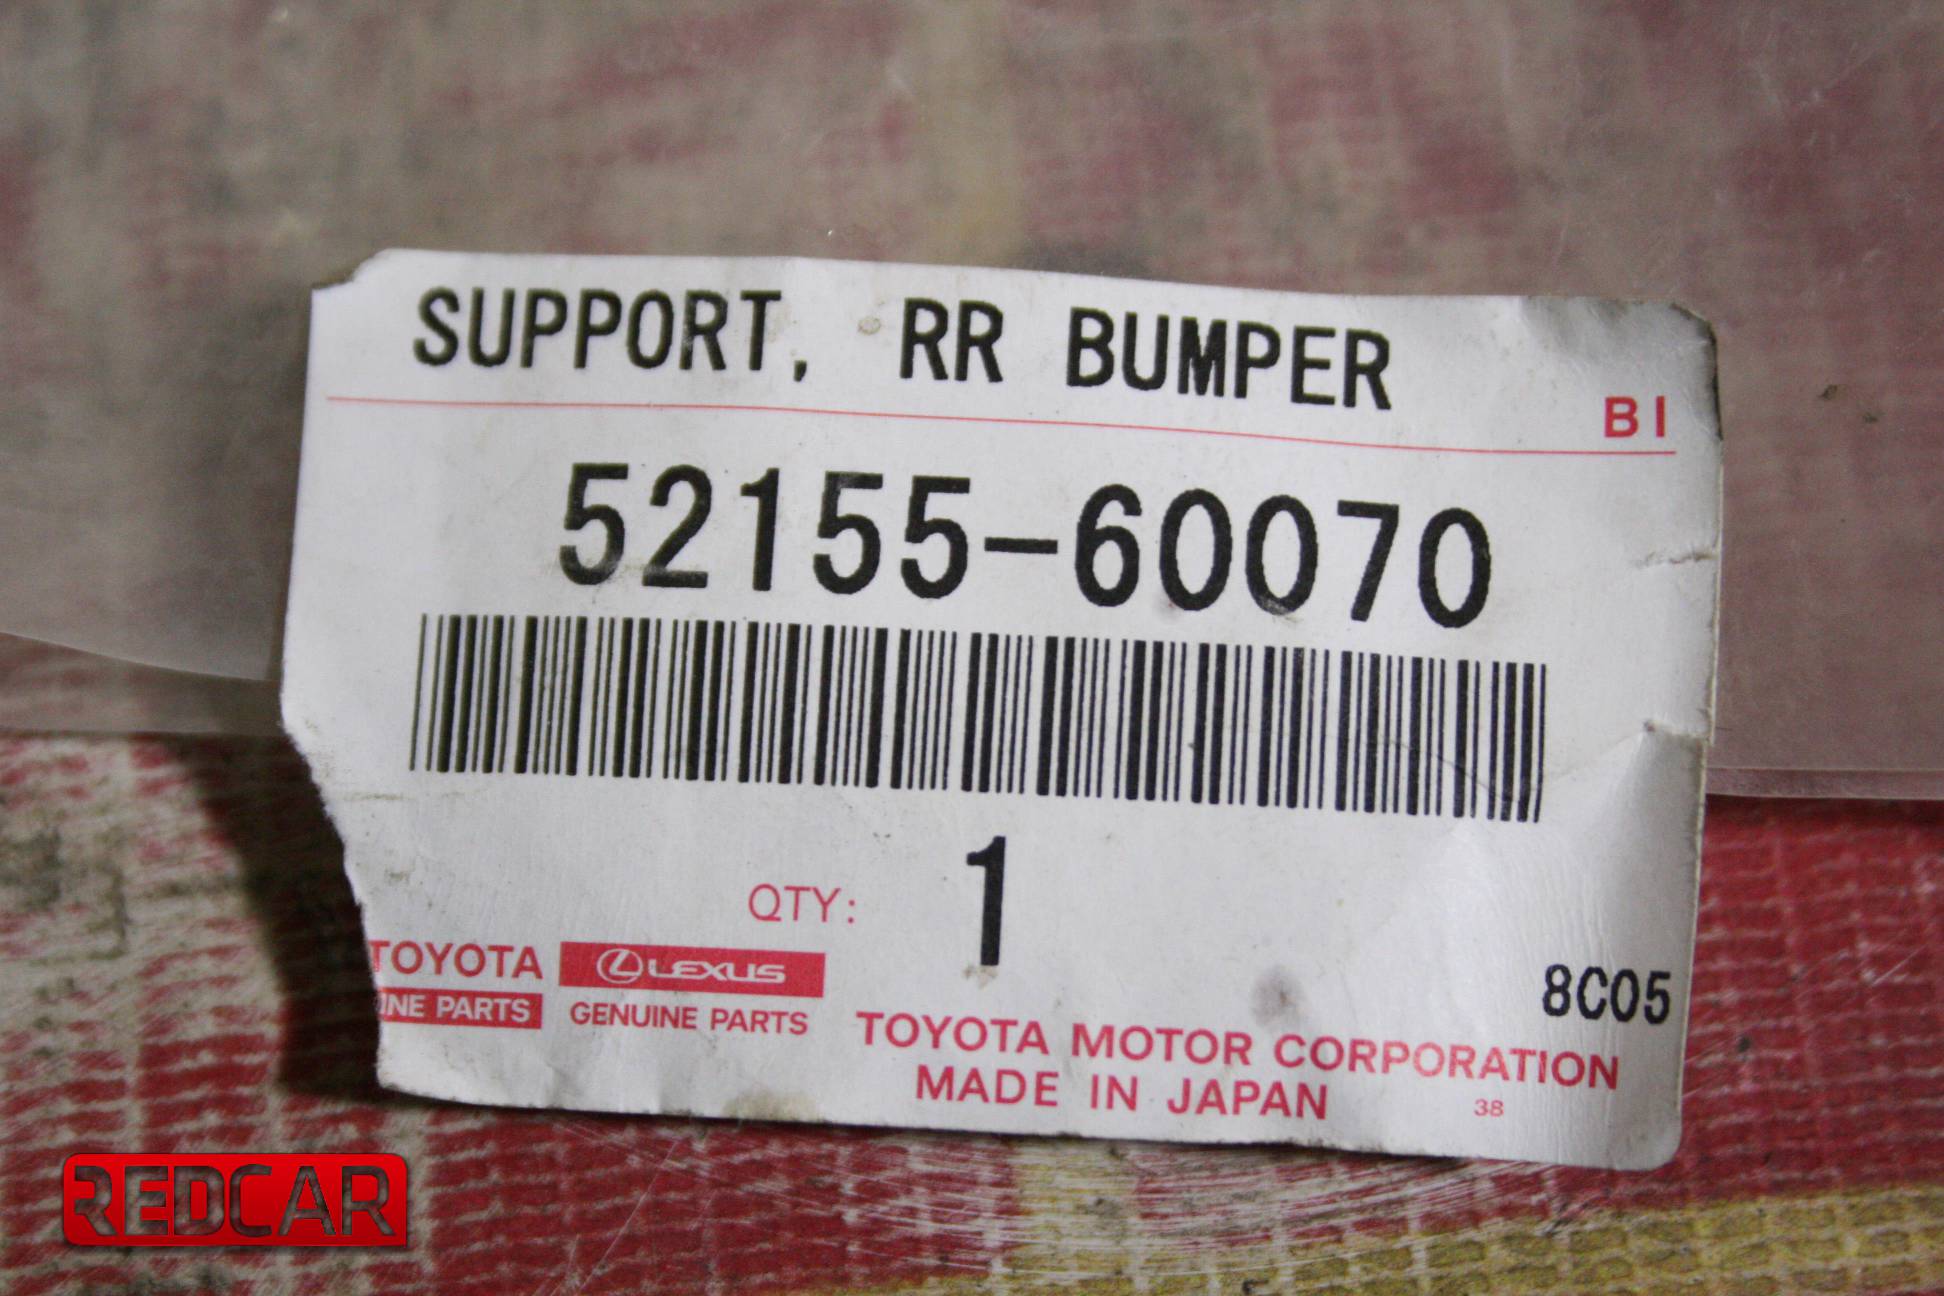 SUPPORT, RR BUMPER
BI
52155-60070
QTY: 1
TOYOTA
INE PARTS
LEXUS
GENUINE PARTS
8C05
TOYOTA MOTOR CORPORATION
MADE IN JAPAN
38
REDCAR